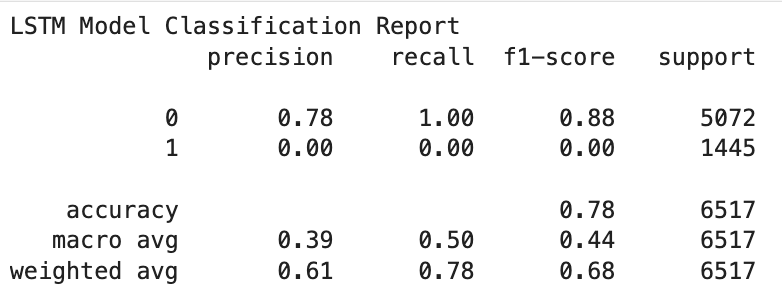 LSTM Model Classification Report
precision recall f1-score support
0 0.78 1.00 0.88 5072
1 0.00 0.00 0.00 1445
accuracy 0.78 6517
macro avg 0.39 0.50 0.44 6517
weighted avg 0.61 0.78 0.68 6517